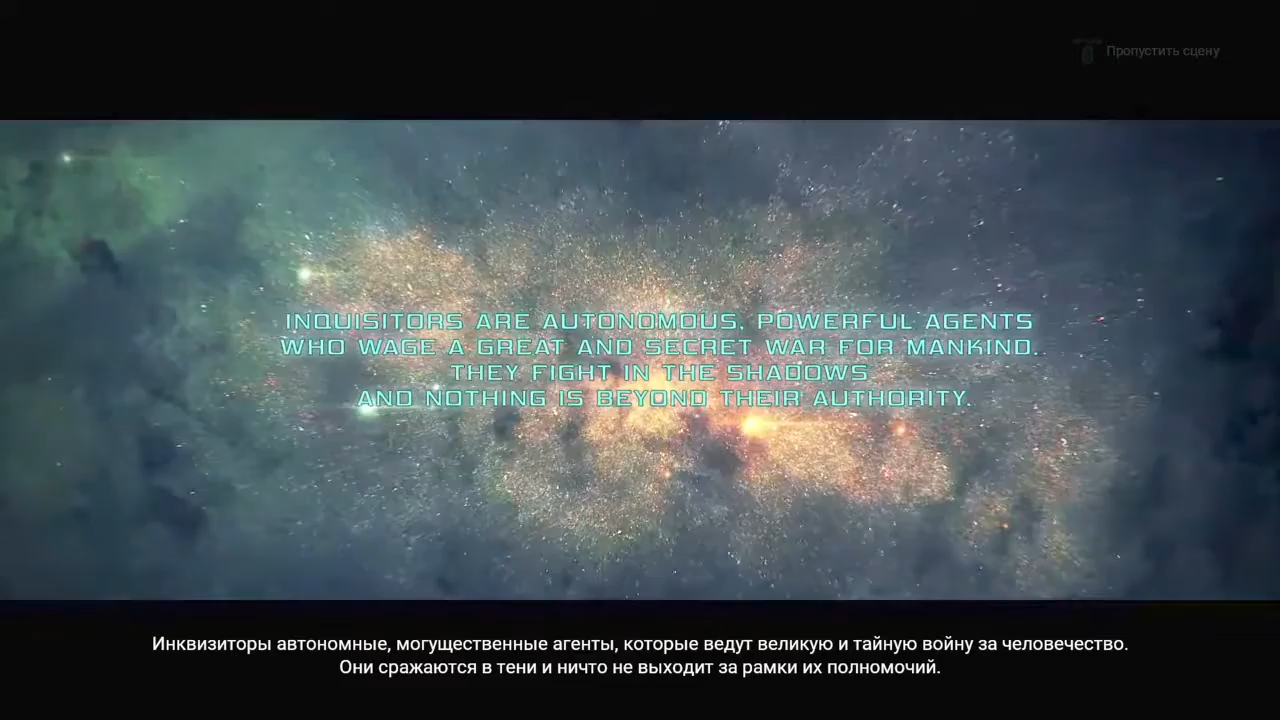 Пропустить сцену
INQUISITORS ARE AUTONOMOUS, POWERFUL AGENTS
WHO WAGE A GREAT AND SECRET WAR FOR MANKIND.
THEY FIGHT IN THE SHADOWS
AND NOTHING IS BEYOND THEIR AUTHORITY.
Инквизиторы автономные, могущественные агенты, которые ведут великую и тайную войну за человечество.
Они сражаются в тени и ничто не выходит за рамки их полномочий.